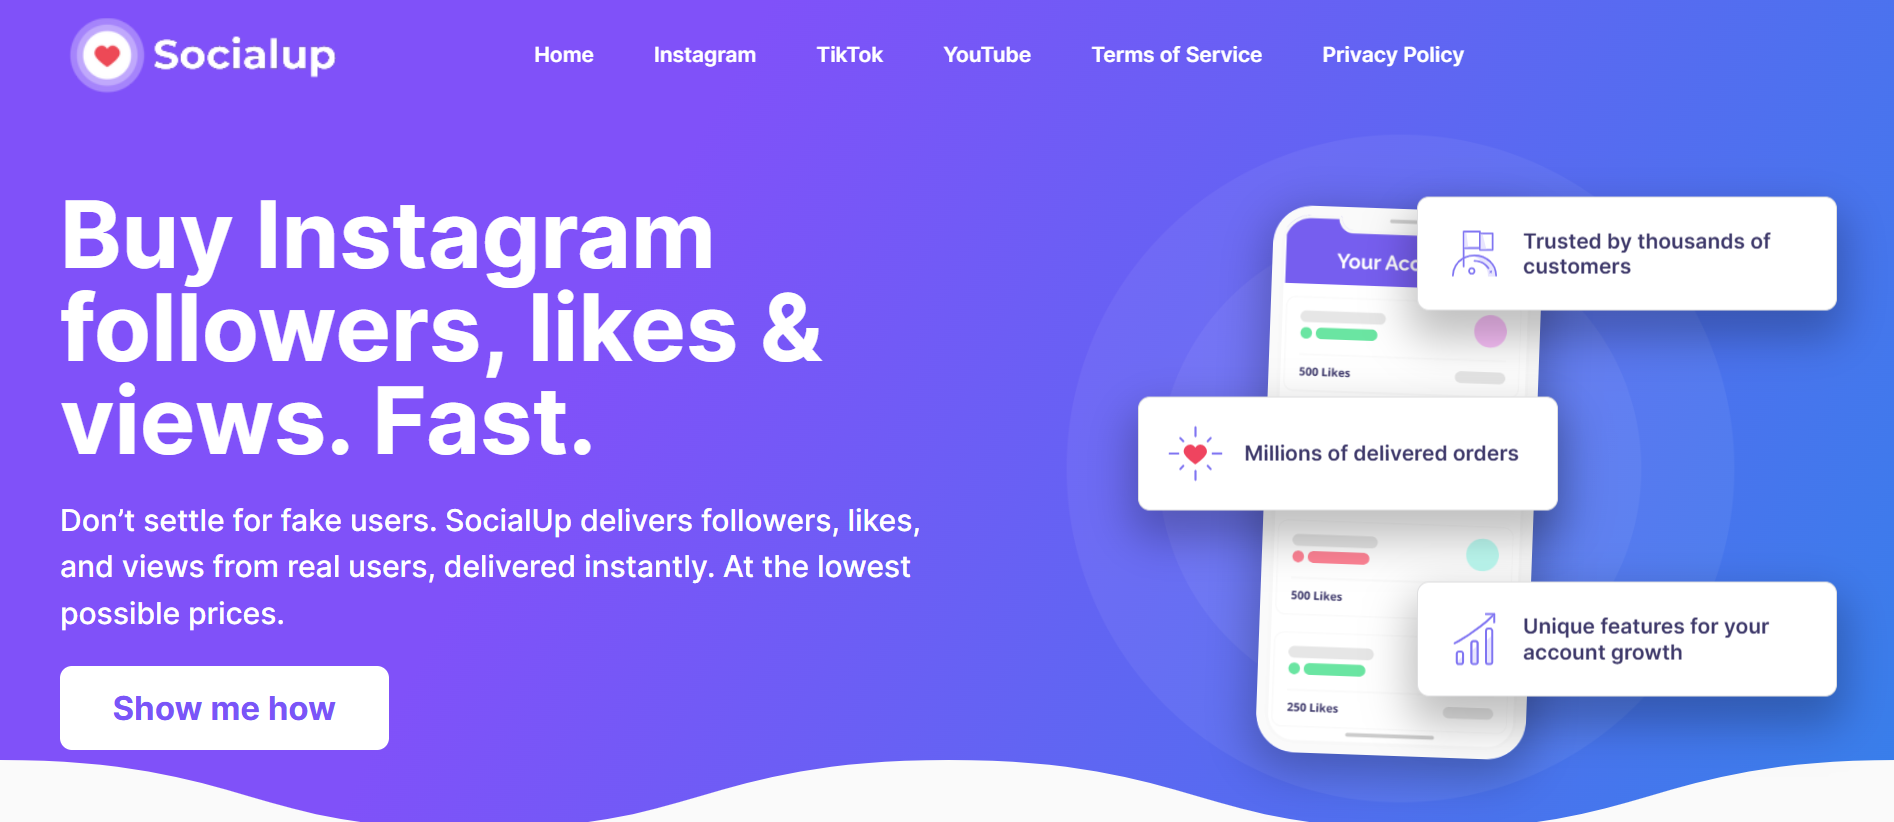 Socialup
Home
Instagram
TikTok
YouTube
Terms of Service
Privacy Policy
Buy Instagram
followers, likes &
views. Fast.
Don’t settle for fake users. SocialUp delivers followers, likes,
and views from real users, delivered instantly. At the lowest
possible prices.
Show me how
Your Acc
Trusted by thousands of
customers
500 Likes
Millions of delivered orders
500 Likes
Unique features for your
account growth
250 Likes